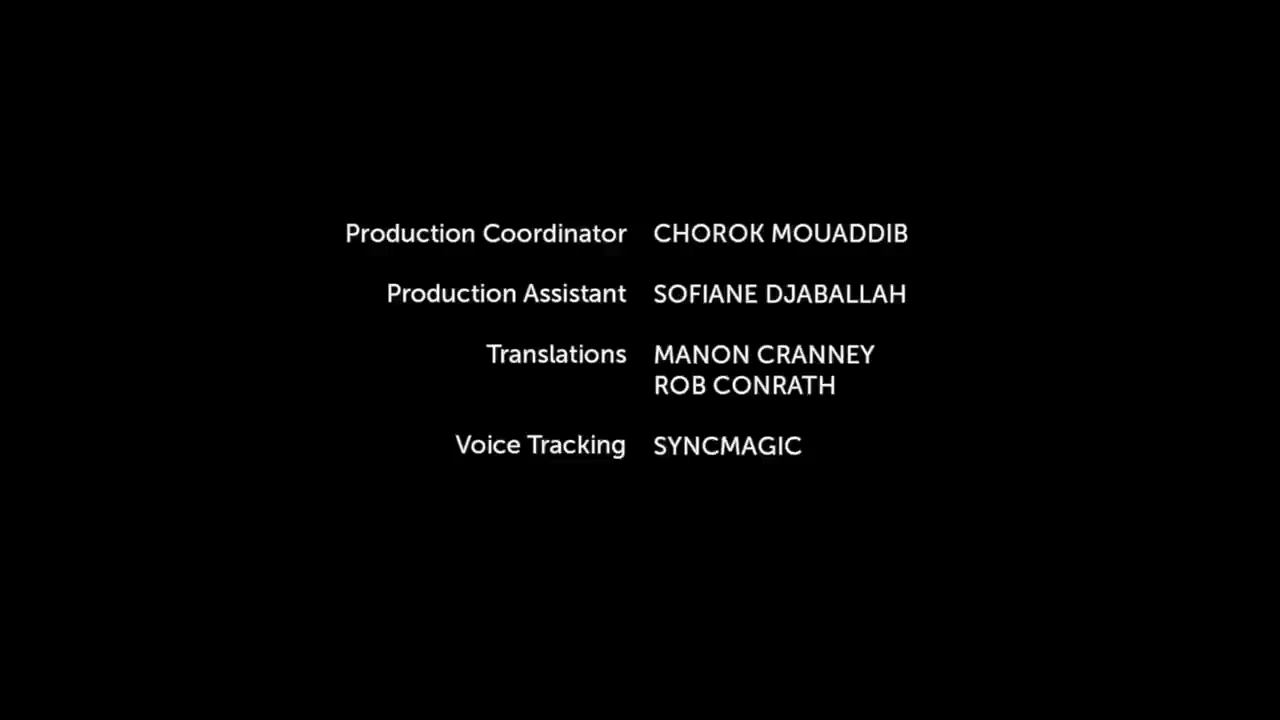 Production Coordinator CHOROK MOUADDIB
Production Assistant SOFIANE DJABALLAH
Translations MANON CRANNEY
ROB CONRATH
Voice Tracking SYNCMAGIC